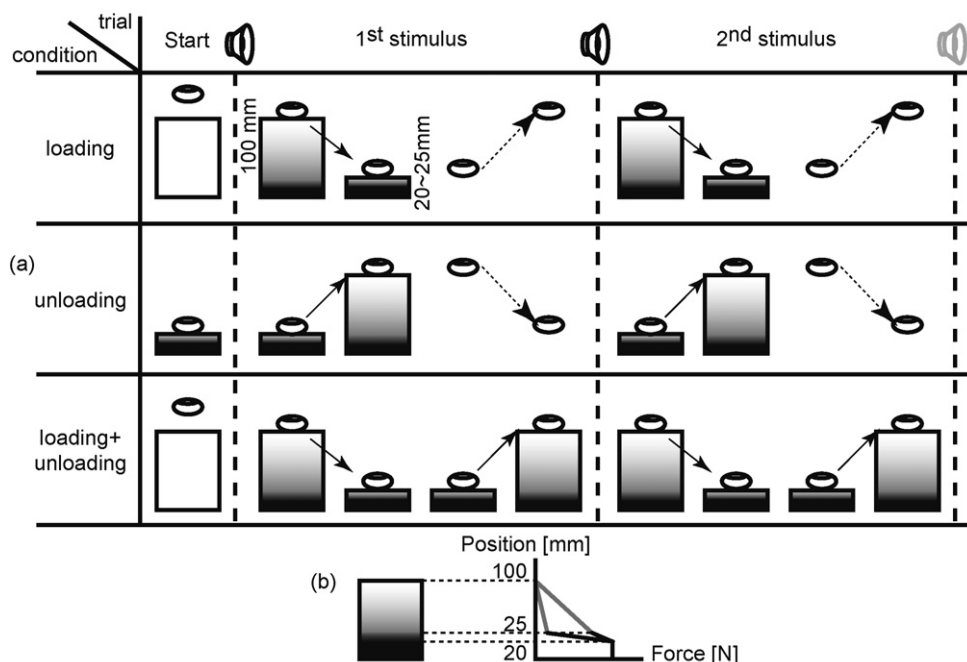 trial
condition
Start
1st stimulus
2nd stimulus
loading
100 mm
20~25mm
(a)
unloading
loading+
unloading
Position [mm]
(b)
100
25
20
Force [N]